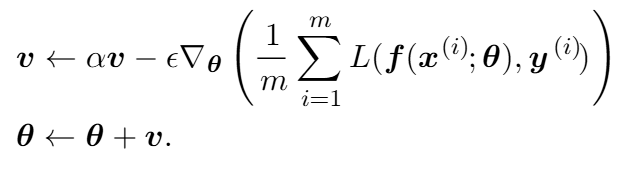 v ← αv − ϵ∇_θ ( 1/m ∑_{i=1}^{m} L(f(x^{(i)}; θ), y^{(i)}) )
θ ← θ + v.